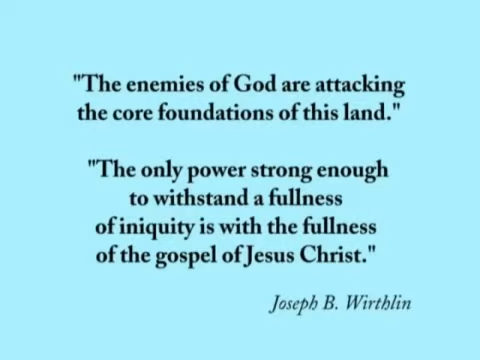 "The enemies of God are attacking
the core foundations of this land."
"The only power strong enough
to withstand a fullness
of iniquity is with the fullness
of the gospel of Jesus Christ."
Joseph B. Wirthlin